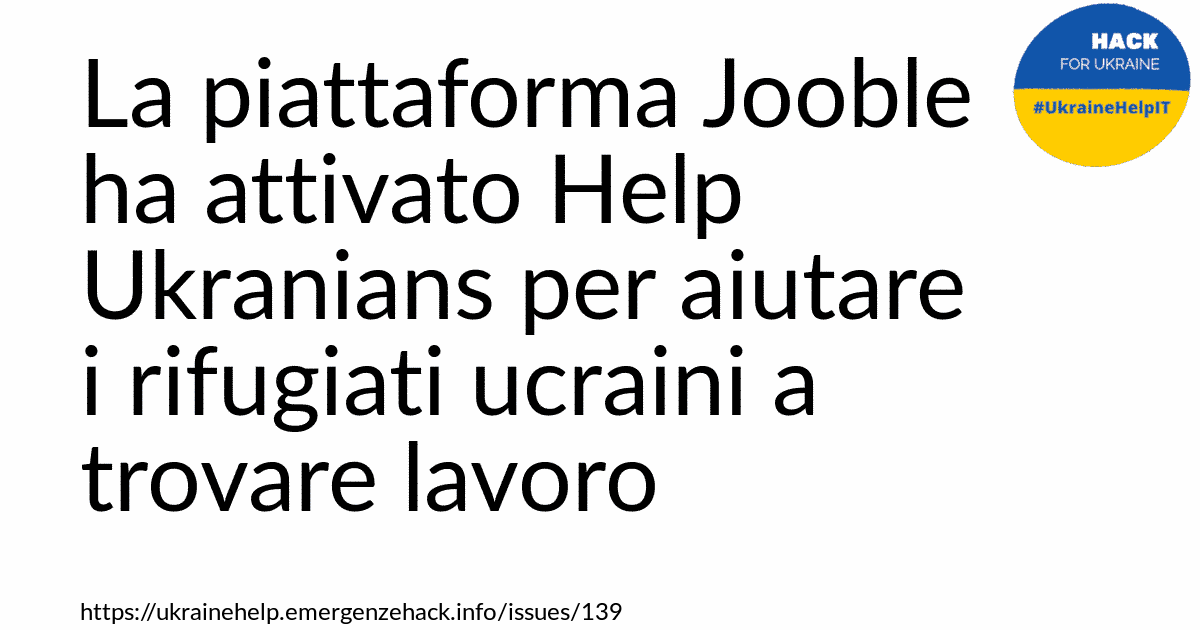 La piattaforma Jooble
ha attivato Help
Ukranians per aiutare
i rifugiati ucraini a
trovare lavoro
HACK
FOR UKRAINE
#UkraineHelpIT
https://ukrainehelp.emergenzehack.info/issues/139